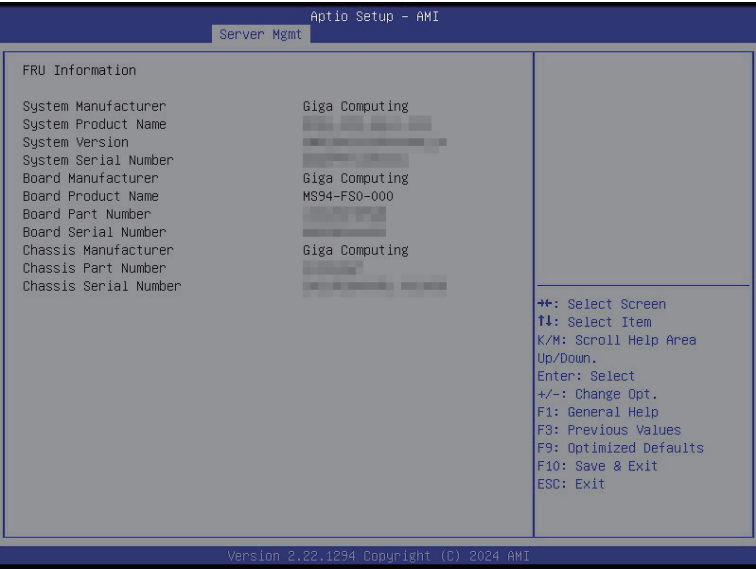 Aptio Setup – AMI
Server Mgmt
FRU Information
System Manufacturer Giga Computing
System Product Name
System Version
System Serial Number
Board Manufacturer Giga Computing
Board Product Name MS94-FS0-000
Board Part Number
Board Serial Number
Chassis Manufacturer Giga Computing
Chassis Part Number
Chassis Serial Number
→←: Select Screen
↑↓: Select Item
K/M: Scroll Help Area
Up/Down.
Enter: Select
+/-: Change Opt.
F1: General Help
F3: Previous Values
F9: Optimized Defaults
F10: Save & Exit
ESC: Exit
Version 2.22.1294 Copyright (C) 2024 AMI